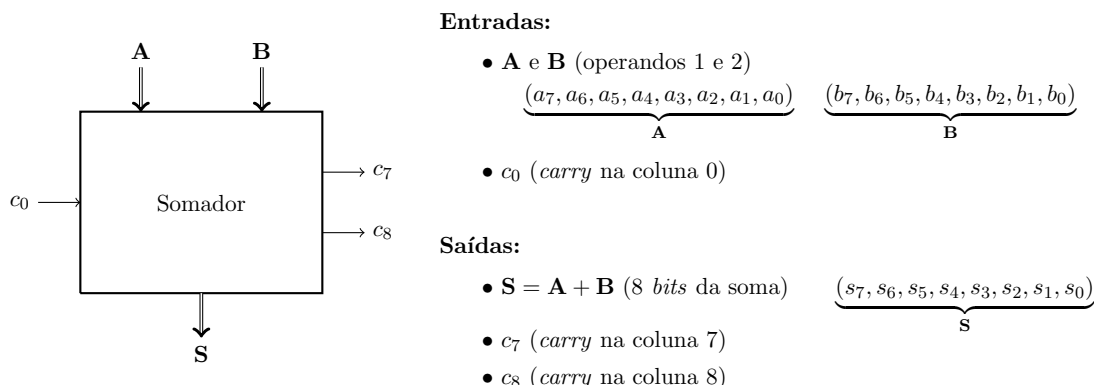 A B
c₀ Somador c₇
c₈
S
Entradas:
• A e B (operandos 1 e 2)
(a₇, a₆, a₅, a₄, a₃, a₂, a₁, a₀) (b₇, b₆, b₅, b₄, b₃, b₂, b₁, b₀)
A B
• c₀ (carry na coluna 0)
Saídas:
• S = A + B (8 bits da soma) (s₇, s₆, s₅, s₄, s₃, s₂, s₁, s₀)
S
• c₇ (carry na coluna 7)
• c₈ (carry na coluna 8)